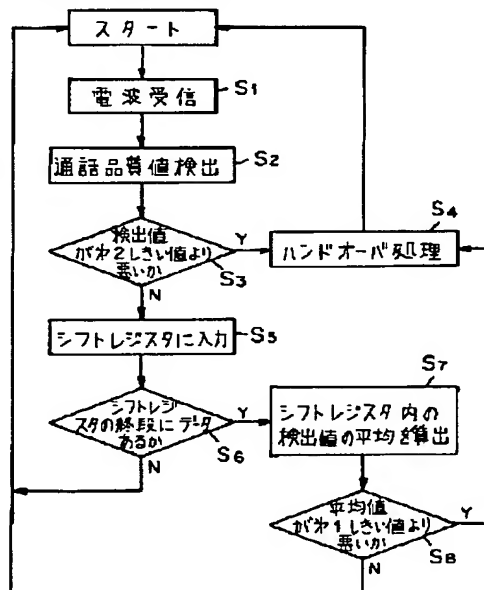 スタート
電波受信
S1
通話品質値検出
S2
検出値
がオ2しきい値より
悪いか
Y
S3
N
S4
ハンドオーバ処理
シフトレジスタに入力
S5
シフトレジ
スタの終段にデータ
あるか
Y
S6
N
S7
シフトレジスタ内の
検出値の平均を算出
平均値
がオ1しきい値より
悪いか
Y
S8
N